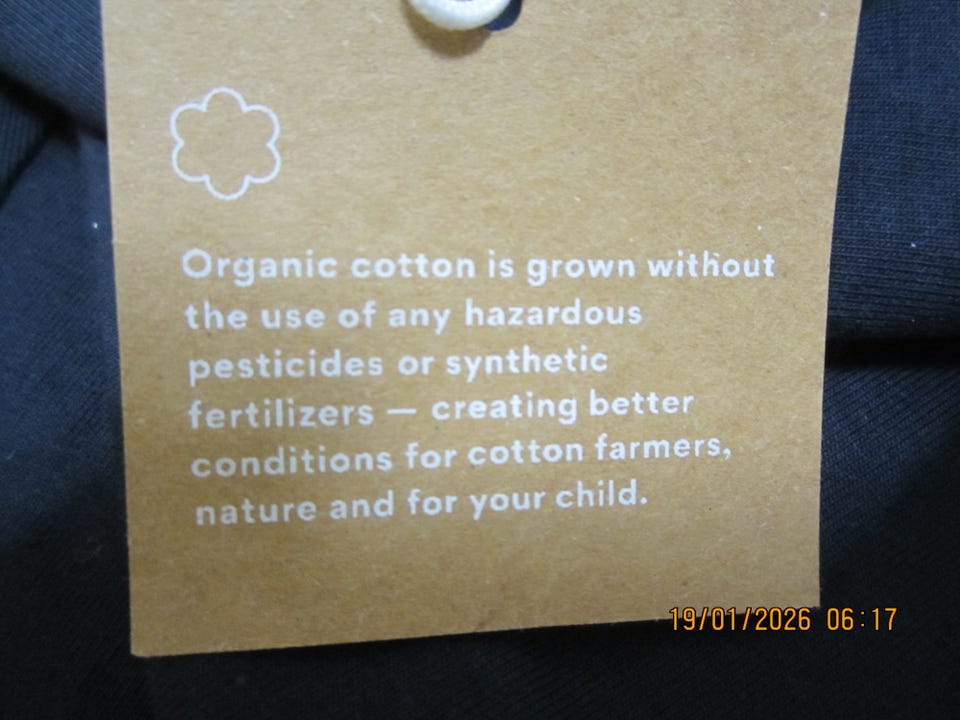 Organic cotton is grown without
the use of any hazardous
pesticides or synthetic
fertilizers — creating better
conditions for cotton farmers,
nature and for your child.
19/01/2026 06:17